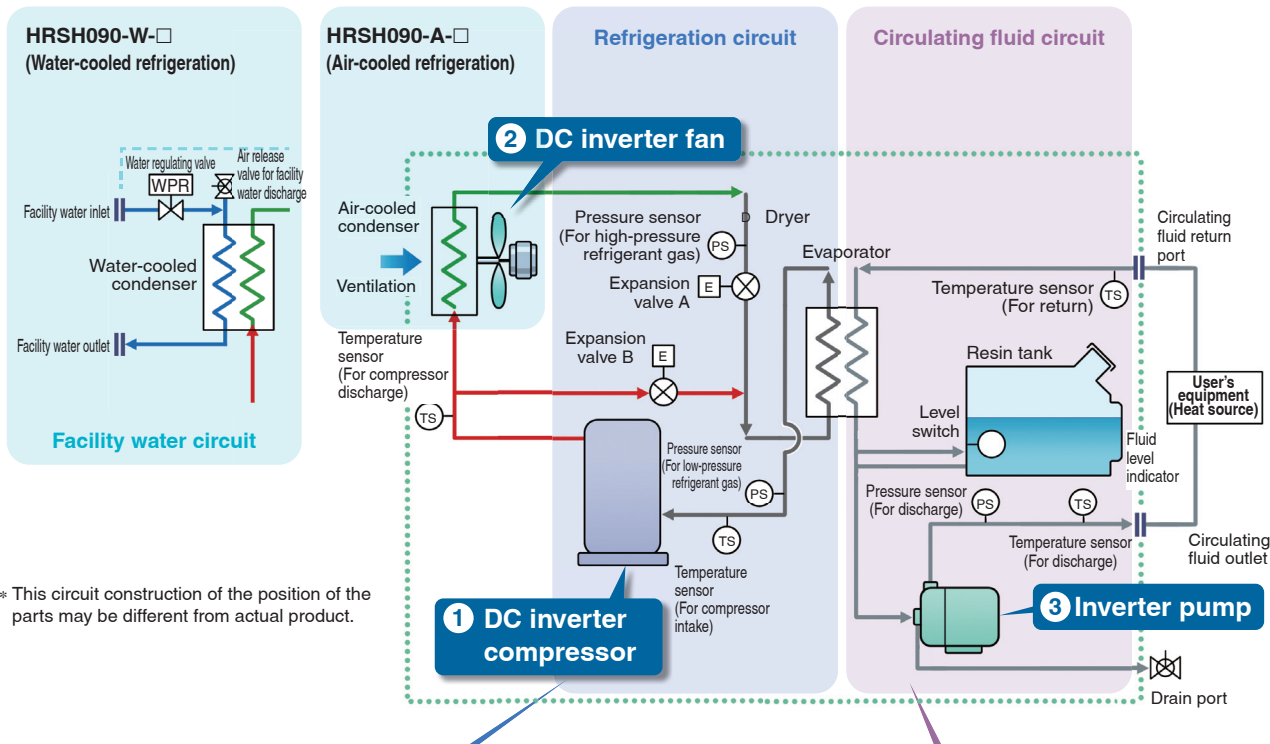 HRSH090-W-□
(Water-cooled refrigeration)
Water regulating valve
WPR
Air release
valve for facility
water discharge
Facility water inlet
Water-cooled
condenser
Facility water outlet
Facility water circuit
HRSH090-A-□
(Air-cooled refrigeration)
② DC inverter fan
Air-cooled
condenser
Ventilation
Temperature
sensor
(For compressor
discharge)
TS
Refrigeration circuit
Pressure sensor
(For high-pressure
refrigerant gas)
PS
D
Dryer
Expansion
valve A
E
Expansion
valve B
E
Evaporator
Pressure sensor
(For low-pressure
refrigerant gas)
PS
TS
Temperature
sensor
(For compressor
intake)
① DC inverter
compressor
Circulating fluid circuit
Circulating
fluid return
port
Temperature sensor
(For return)
TS
Resin tank
Level
switch
Fluid
level
indicator
User's
equipment
(Heat source)
Pressure sensor
(For discharge)
PS
TS
Temperature sensor
(For discharge)
Circulating
fluid outlet
③ Inverter pump
Drain port
∗ This circuit construction of the position of the
parts may be different from actual product.